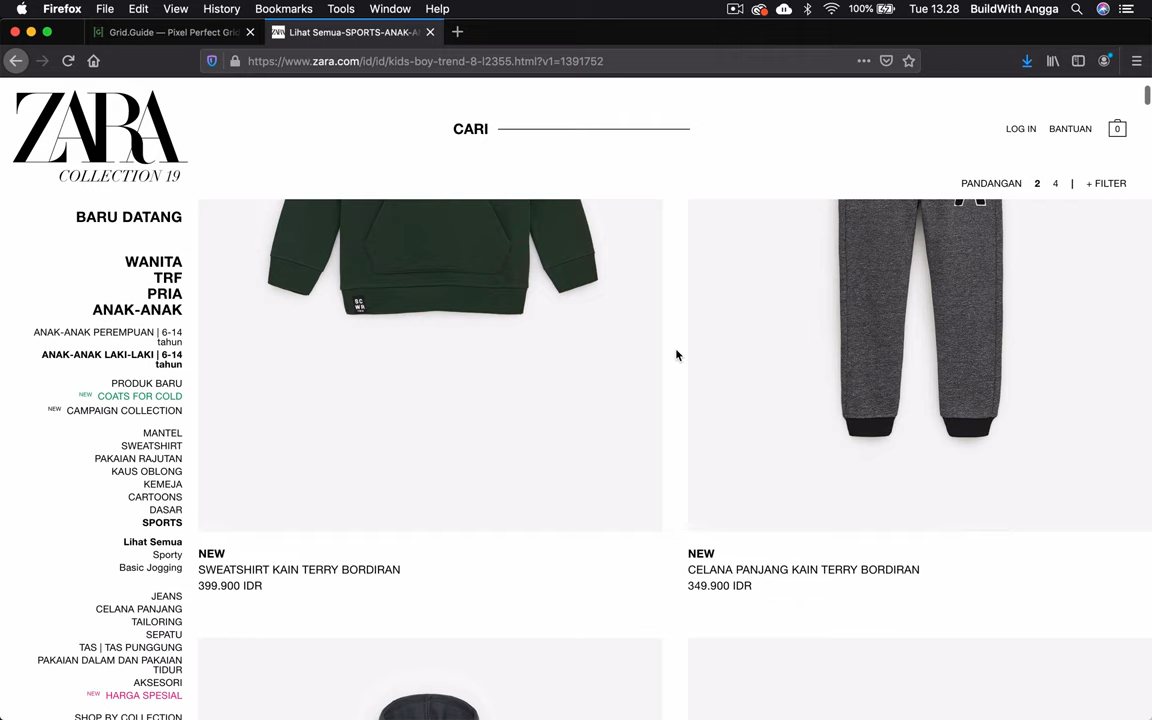 Firefox File Edit View History Bookmarks Tools Window Help 100% Tue 13.28 BuildWith Angga
Grid.Guide — Pixel Perfect Grid
ZARA Lihat Semua-SPORTS-ANAK-A
https://www.zara.com/id/id/kids-boy-trend-8-l2355.html?v1=1391752
ZARA
COLLECTION 19
CARI
LOG IN BANTUAN 0
PANDANGAN 2 4 | + FILTER
BARU DATANG
WANITA
TRF
PRIA
ANAK-ANAK
ANAK-ANAK PEREMPUAN | 6-14
tahun
ANAK-ANAK LAKI-LAKI | 6-14
tahun
PRODUK BARU
NEW COATS FOR COLD
NEW CAMPAIGN COLLECTION
MANTEL
SWEATSHIRT
PAKAIAN RAJUTAN
KAUS OBLONG
KEMEJA
CARTOONS
DASAR
SPORTS
Lihat Semua
Sporty
Basic Jogging
JEANS
CELANA PANJANG
TAILORING
SEPATU
TAS | TAS PUNGGUNG
PAKAIAN DALAM DAN PAKAIAN
TIDUR
AKSESORI
NEW HARGA SPESIAL
SHOP BY COLLECTION
SC
WR
NEW
SWEATSHIRT KAIN TERRY BORDIRAN
399.900 IDR
NEW
CELANA PANJANG KAIN TERRY BORDIRAN
349.900 IDR